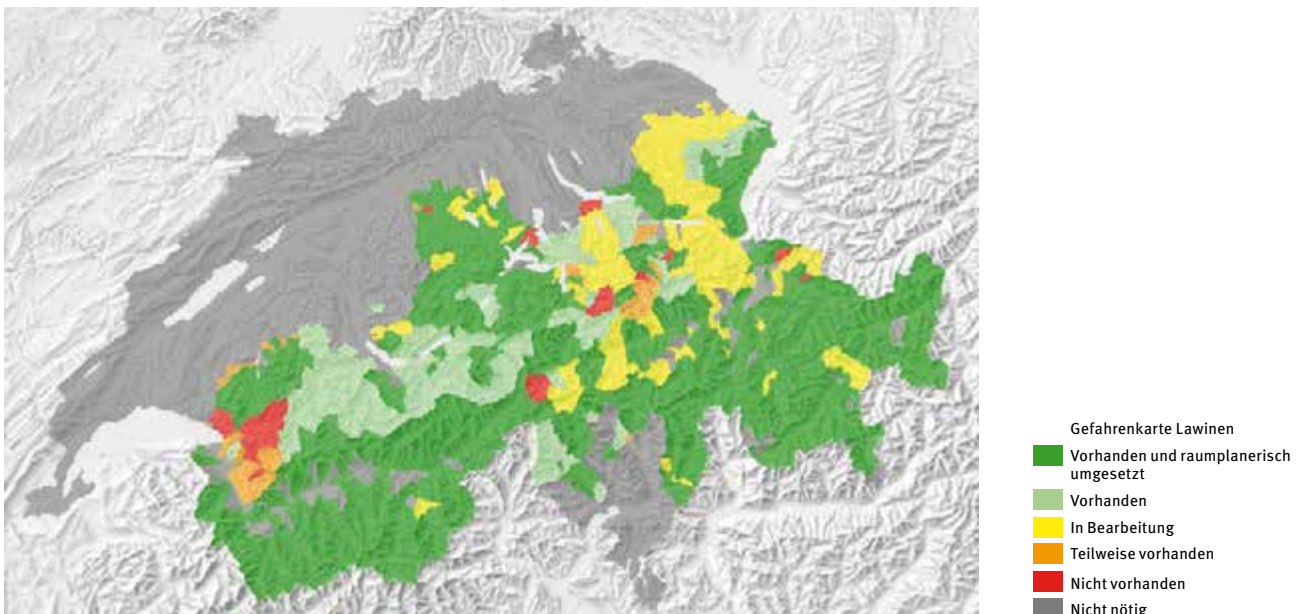 Gefahrenkarte Lawinen
Vorhanden und raumplanerisch
umgesetzt
Vorhanden
In Bearbeitung
Teilweise vorhanden
Nicht vorhanden
Nicht nötig